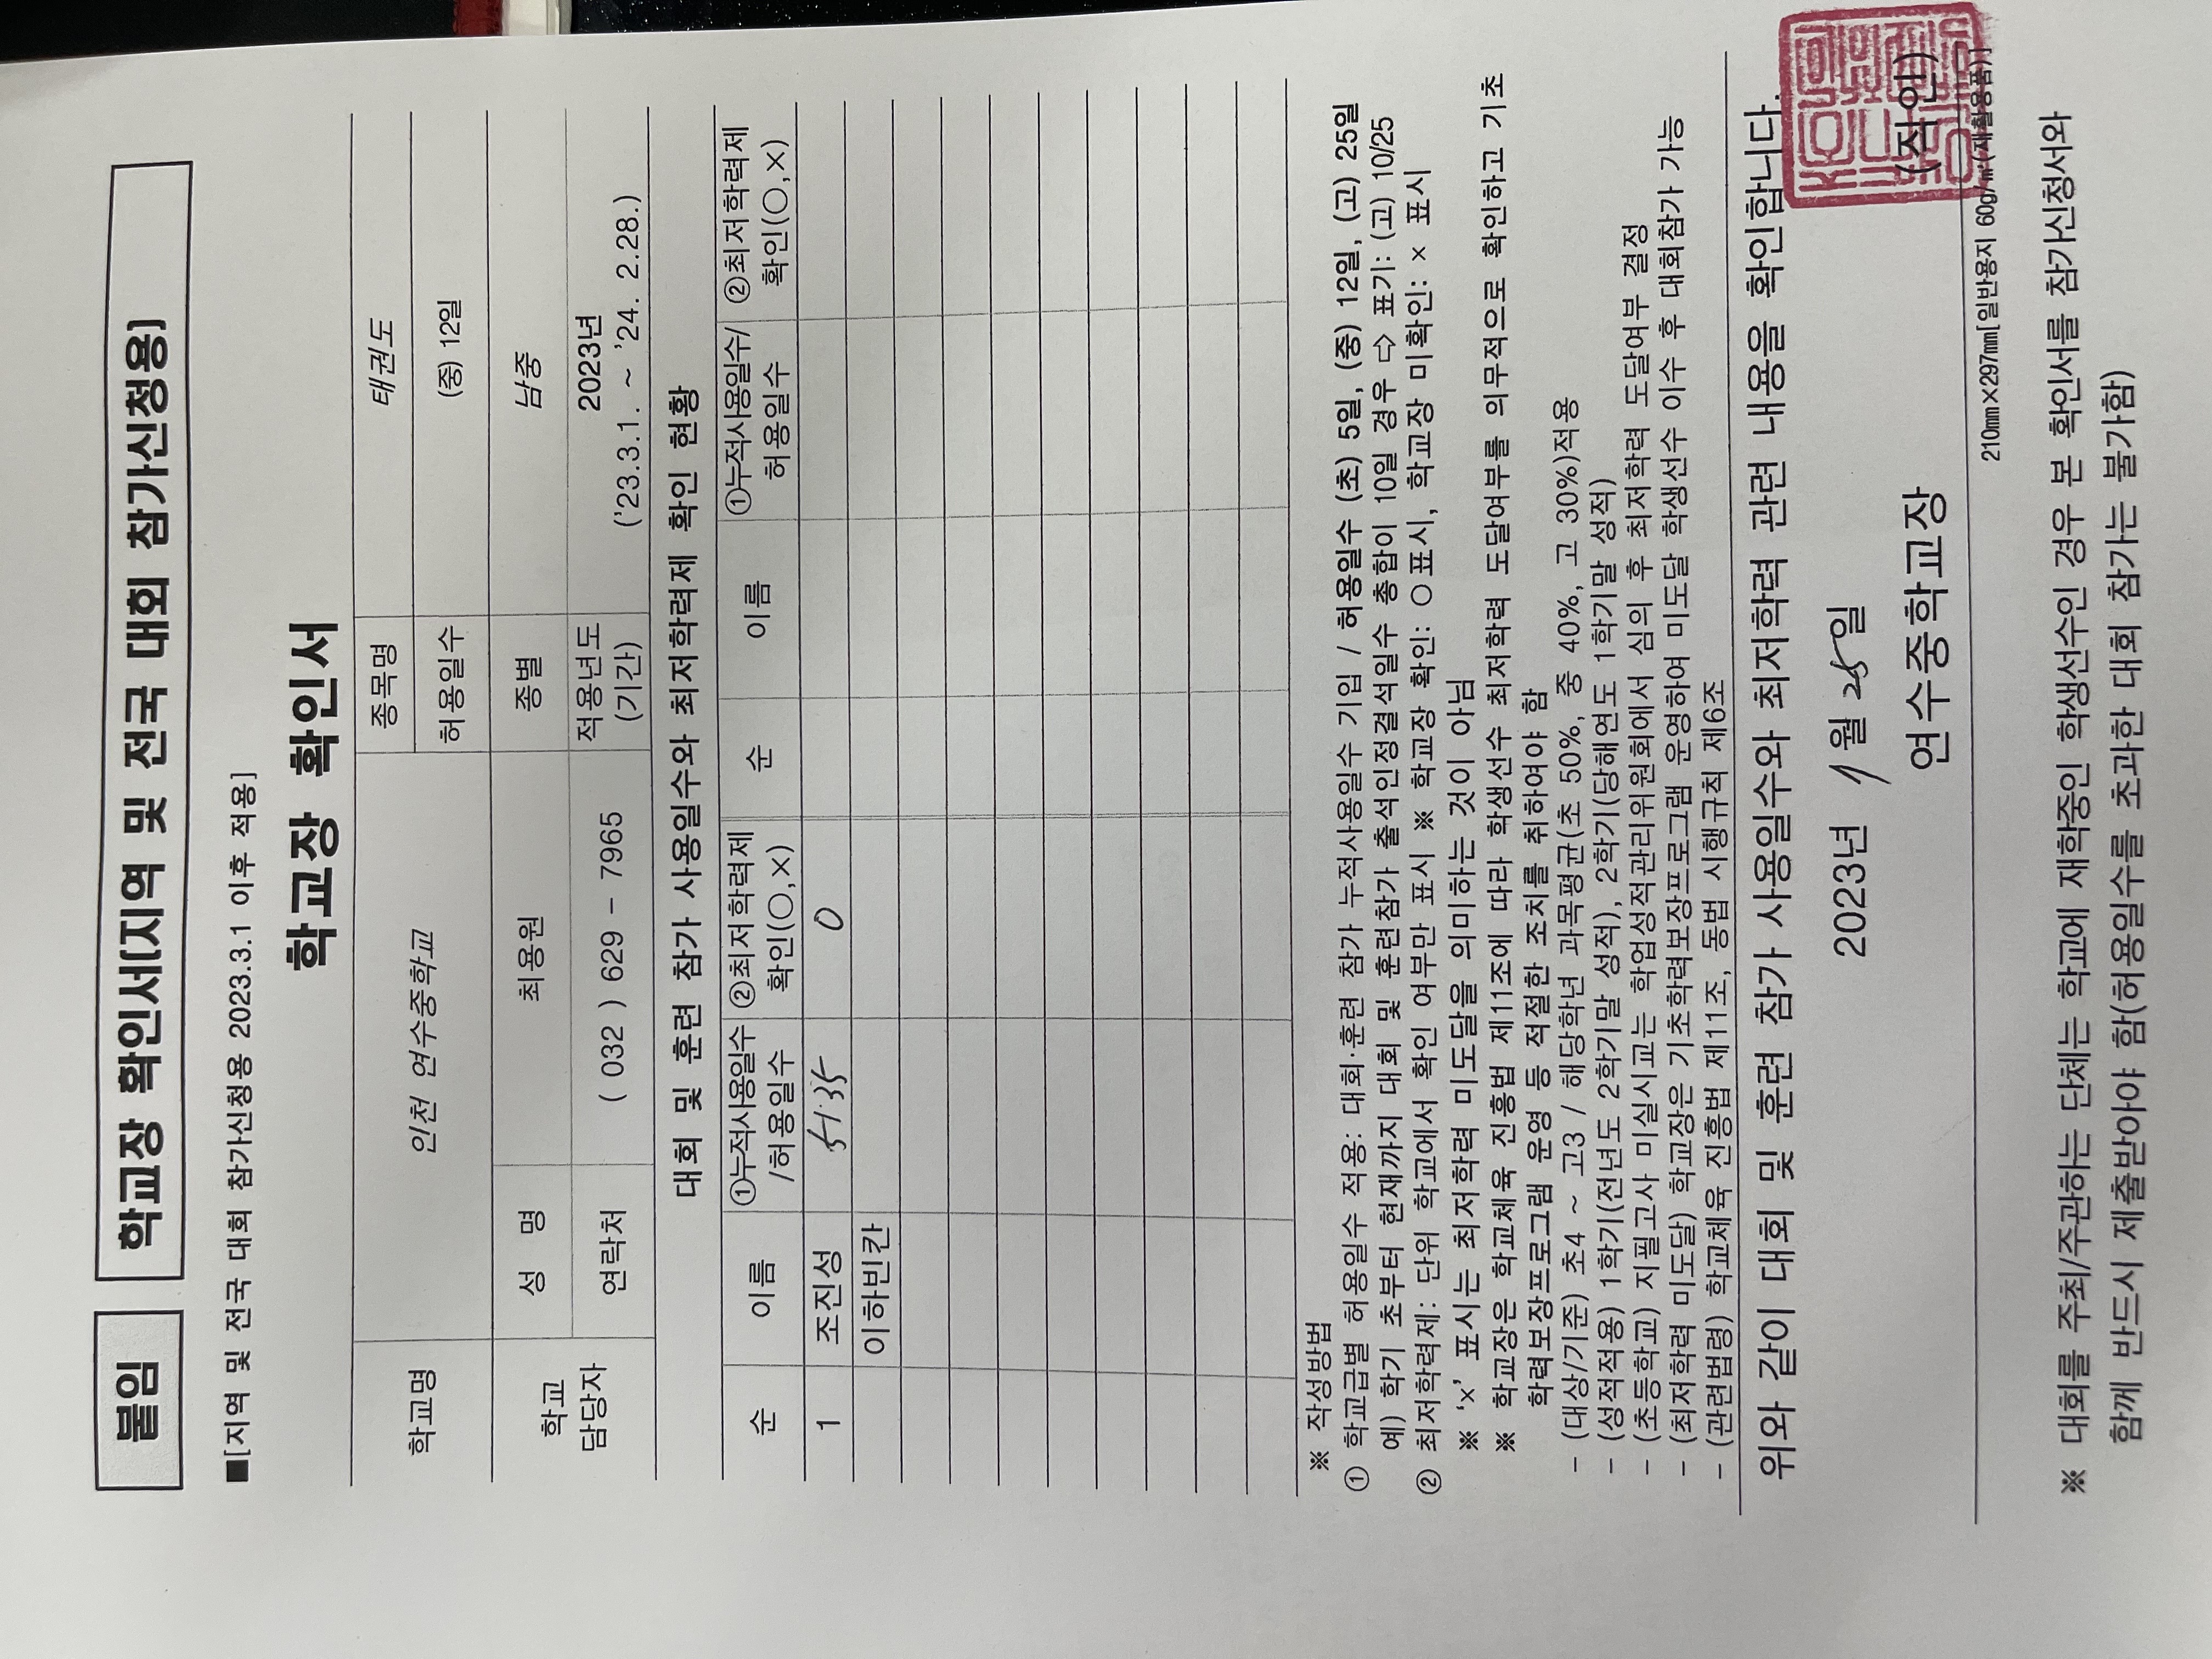 붙임
학교장 확인서(지역 및 전국 대회 참가신청용)
■[지역 및 전국 대회 참가신청용 2023.3.1 이후 적용]
학교장 확인서
학교명 인천 연수중학교 종목명 태권도
허용일수 (중) 12일
학교 담당자 성 명 최용원 종별 남중
연락처 ( 032 ) 629 - 7965 적용년도 (기간) 2023년 ('23.3.1. ~ '24. 2.28.)
대회 및 훈련 참가 사용일수와 최저학력제 확인 현황
순 이름 ①누적사용일수 /허용일수 ②최저학력제 확인(○,×) 순 이름 ①누적사용일수/ 허용일수 ②최저학력제 확인(○,×)
1 조진성 0
이하빈칸
※ 작성방법
① 학교급별 허용일수 적용: 대회·훈련 참가 누적사용일수 기입 / 허용일수 (초) 5일, (중) 12일, (고) 25일
예) 학기 초부터 현재까지 대회 및 훈련참가 출석인정결석일수 총합이 10일 경우 ⇨ 표기: (고) 10/25
② 최저학력제: 단위 학교에서 확인 여부만 표시 ※ 학교장 확인: ○표시, 학교장 미확인: × 표시
※ '×' 표시는 최저학력 미도달을 의미하는 것이 아님
※ 학교장은 학교체육 진흥법 제11조에 따라 학생선수 최저학력 도달여부를 의무적으로 확인하고 기초
학력보장프로그램 운영 등 적절한 조치를 취하여야 함
- (대상/기준) 초4 ~ 고3 / 해당학년 과목평균(초 50%, 중 40%, 고 30%)적용
- (성적적용) 1학기(전년도 2학기말 성적), 2학기(당해연도 1학기말 성적)
- (초등학교) 지필고사 미실시교는 학업성적관리위원회에서 심의 후 최저학력 도달여부 결정
- (최저학력 미도달) 학교장은 기초학력보장프로그램 운영하여 미도달 학생선수 이수 후 대회참가 가능
- (관련법령) 학교체육 진흥법 제11조, 동법 시행규칙 제6조
위와 같이 대회 및 훈련 참가 사용일수와 최저학력 관련 내용을 확인합니다.
2023년 월 25일
연수중학교장 (직인)
210㎜×297㎜[일반용지 60g/㎡(재활용품)]
※ 대회를 주최/주관하는 단체는 학교에 재학중인 학생선수인 경우 본 확인서를 참가신청서와
함께 반드시 제출받아야 함(허용일수를 초과한 대회 참가는 불가함)